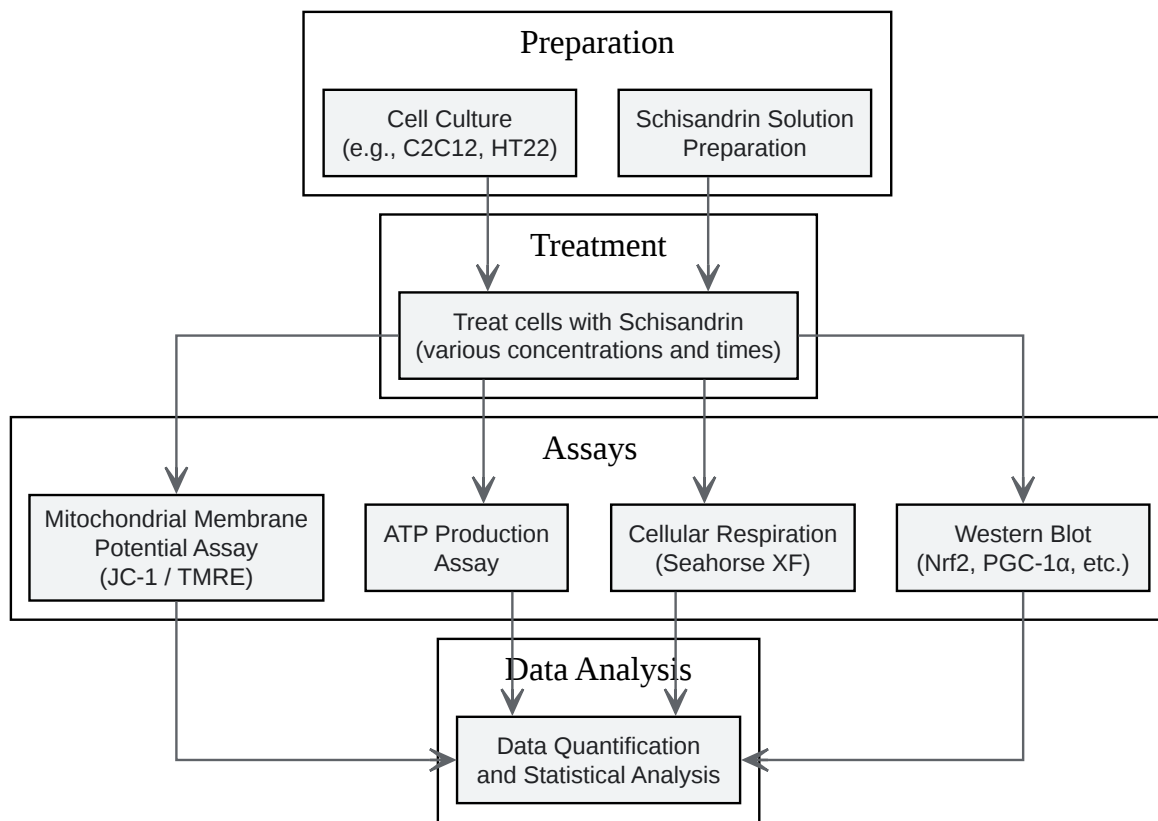 Preparation
Cell Culture
(e.g., C2C12, HT22)
Schisandrin Solution
Preparation
Treatment
Treat cells with Schisandrin
(various concentrations and times)
Assays
Mitochondrial Membrane
Potential Assay
(JC-1 / TMRE)
ATP Production
Assay
Cellular Respiration
(Seahorse XF)
Western Blot
(Nrf2, PGC-1α, etc.)
Data Analysis
Data Quantification
and Statistical Analysis